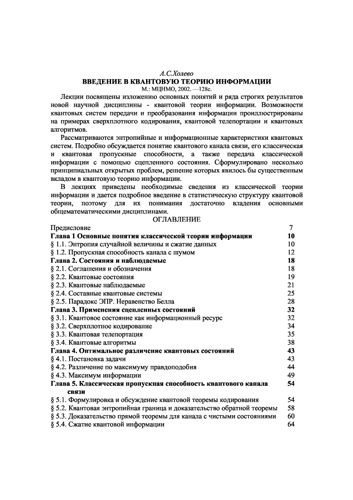 А.С.Холево
ВВЕДЕНИЕ В КВАНТОВУЮ ТЕОРИЮ ИНФОРМАЦИИ
М.: МЦНМО, 2002. —128с.
Лекции посвящены изложению основных понятий и ряда строгих результатов
новой научной дисциплины - квантовой теории информации. Возможности
квантовых систем передачи и преобразования информации проиллюстрированы
на примерах сверхплотного кодирования, квантовой телепортации и квантовых
алгоритмов.
Рассматриваются энтропийные и информационные характеристики квантовых
систем. Подробно обсуждается понятие квантового канала связи, его классическая
и квантовая пропускные способности, а также передача классической
информации с помощью сцепленного состояния. Сформулировано несколько
принципиальных открытых проблем, решение которых явилось бы существенным
вкладом в квантовую теорию информации.
В лекциях приведены необходимые сведения из классической теории
информации и дается подробное введение в статистическую структуру квантовой
теории, поэтому для их понимания достаточно владения основными
общематематическими дисциплинами.
ОГЛАВЛЕНИЕ
Предисловие 7
Глава 1 Основные понятия классической теории информации 10
§ 1.1. Энтропия случайной величины и сжатие данных 10
§ 1.2. Пропускная способность канала с шумом 12
Глава 2. Состояния и наблюдаемые 18
§ 2.1. Соглашения и обозначения 18
§ 2.2. Квантовые состояния 19
§ 2.3. Квантовые наблюдаемые 21
§ 2.4. Составные квантовые системы 25
§ 2.5. Парадокс ЭПР. Неравенство Белла 28
Глава 3. Применения сцепленных состояний 32
§ 3.1. Квантовое состояние как информационный ресурс 32
§ 3.2. Сверхплотное кодирование 34
§ 3.3. Квантовая телепортация 35
§ 3.4. Квантовые алгоритмы 38
Глава 4. Оптимальное различение квантовых состояний 43
§ 4.1. Постановка задачи 43
§ 4.2. Различение по максимуму правдоподобия 44
§ 4.3. Максимум информации 49
Глава 5. Классическая пропускная способность квантового канала 54
связи
§ 5.1. Формулировка и обсуждение квантовой теоремы кодирования 54
§ 5.2. Квантовая энтропийная граница и доказательство обратной теоремы 58
§ 5.3. Доказательство прямой теоремы для канала с чистыми состояниями 60
§ 5.4. Сжатие квантовой информации 64